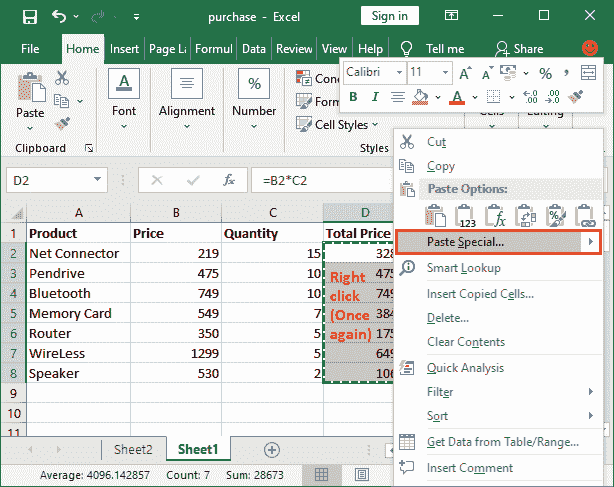 purchase - Excel
Sign in
File Home Insert Page La Formul Data Review View Help Tell me Share
Calibri 11 A A %
B I A
Paste
Font
Alignment
Number
Con
Form
Cell Styles
Cells
Editing
Clipboard
Styles
D2
fx =B2*C2
A B C D
1 Product Price Quantity Total Price
2 Net Connector 219 15 328
3 Pendrive 475 10 475
4 Bluetooth 749 10 749
5 Memory Card 549 7 384
6 Router 350 5 175
7 WireLess 1299 5 649
8 Speaker 530 2 106
9
10
11
Right
click
(Once
again)
Cut
Copy
Paste Options:
123 fx %
Paste Special...
Smart Lookup
Insert Copied Cells...
Delete...
Clear Contents
Quick Analysis
Filter
Sort
Get Data from Table/Range...
Insert Comment
Sheet2 Sheet1
Average: 4096.142857 Count: 7 Sum: 28673